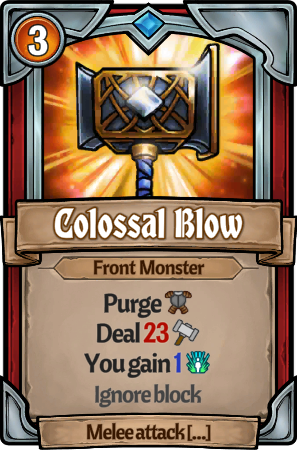 3
Colossal Blow
Front Monster
Purge
Deal 23
You gain 1
Ignore block
Melee attack [...]